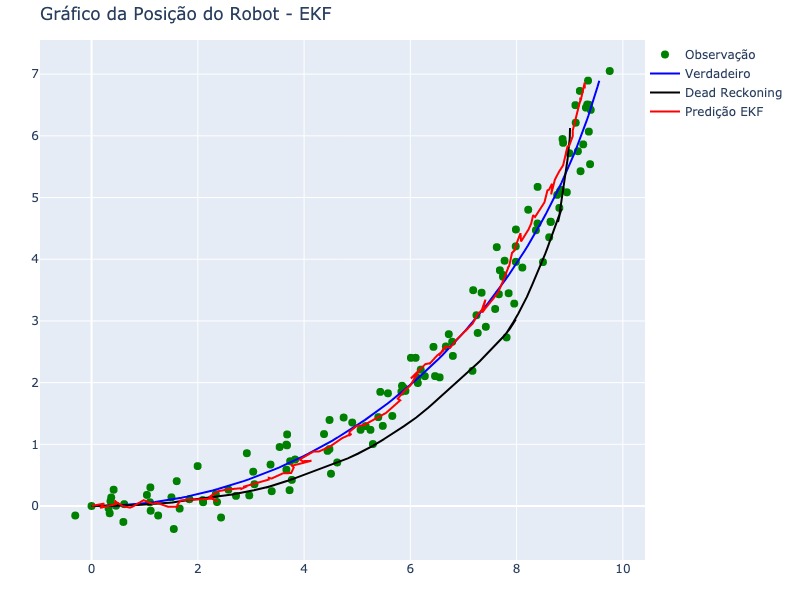 Gráfico da Posição do Robot - EKF
Observação
Verdadeiro
Dead Reckoning
Predição EKF
7
6
5
4
3
2
1
0
0 2 4 6 8 10